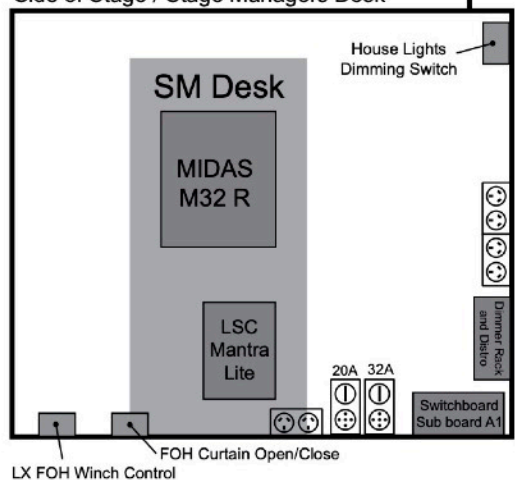 Side of Stage / Stage Managers Desk
House Lights
Dimming Switch
SM Desk
MIDAS
M32 R
LSC
Mantra
Lite
20A 32A
Dimmer Rack
and Distro
Switchboard
Sub board A1
FOH Curtain Open/Close
LX FOH Winch Control